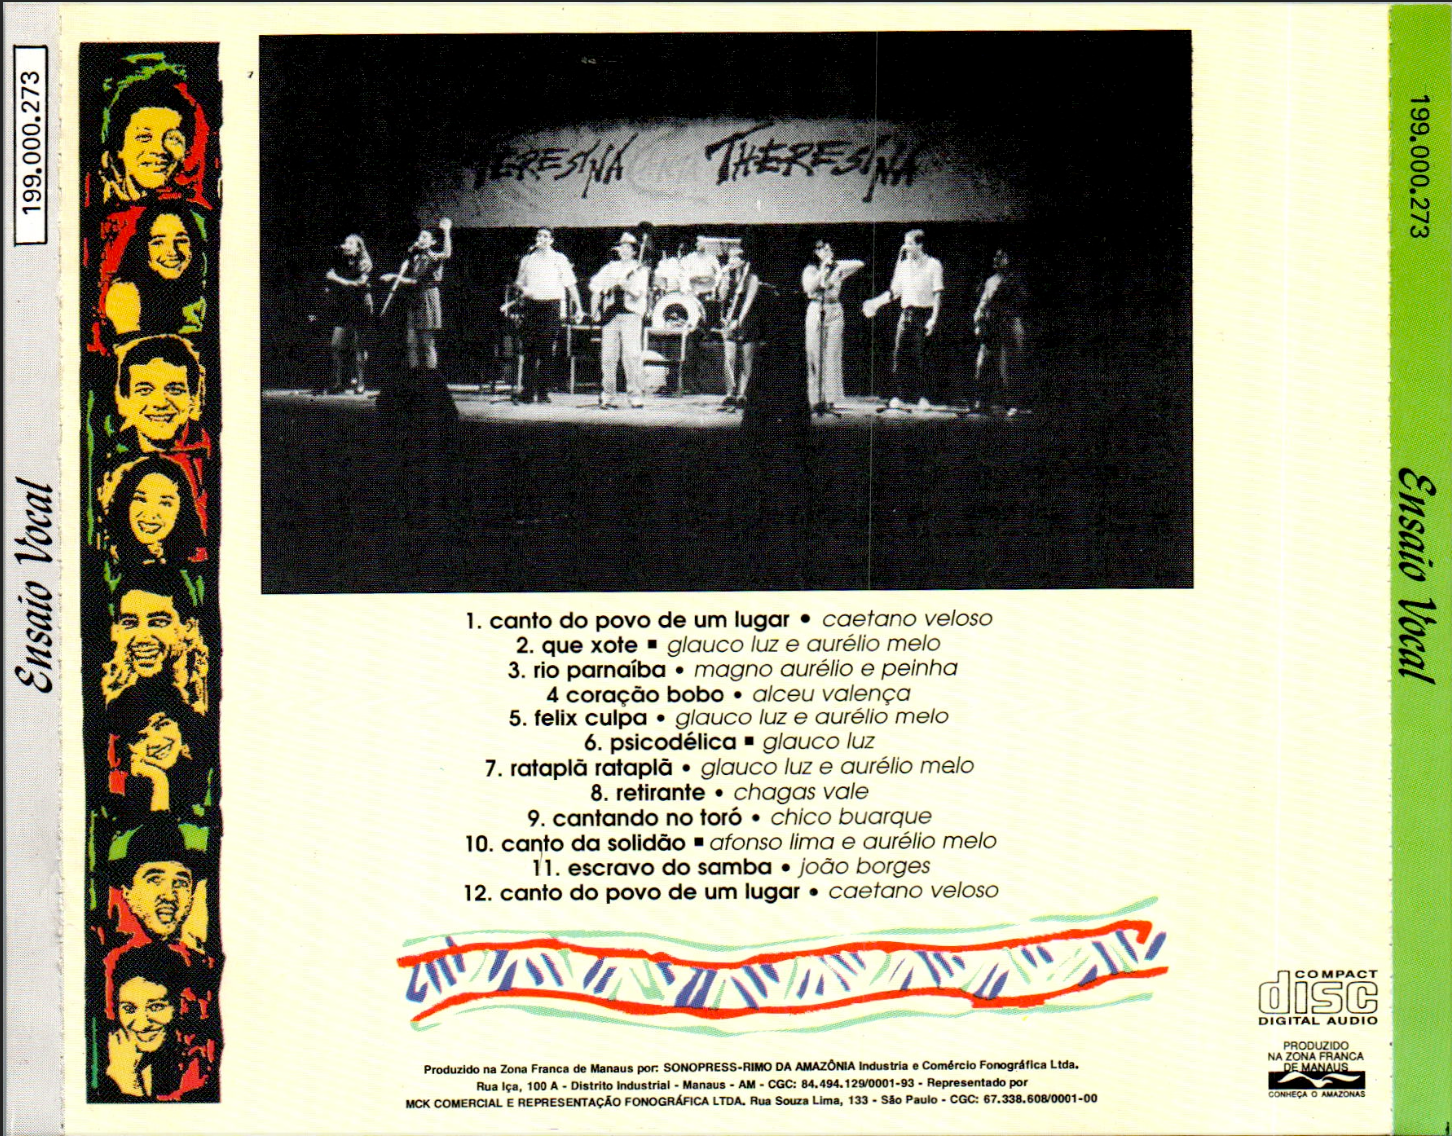 199.000.273
Ensaio Vocal
TERESINA CANTA THERESINA
1. canto do povo de um lugar • caetano veloso
2. que xote ▪ glauco luz e aurélio melo
3. rio parnaíba • magno aurélio e peinha
4 coração bobo • alceu valença
5. felix culpa • glauco luz e aurélio melo
6. psicodélica ▪ glauco luz
7. rataplã rataplã • glauco luz e aurélio melo
8. retirante • chagas vale
9. cantando no toró • chico buarque
10. canto da solidão ▪ afonso lima e aurélio melo
11. escravo do samba • joão borges
12. canto do povo de um lugar • caetano veloso
Produzido na Zona Franca de Manaus por: SONOPRESS-RIMO DA AMAZÔNIA Industria e Comércio Fonográfica Ltda.
Rua Iça, 100 A - Distrito Industrial - Manaus - AM - CGC: 84.494.129/0001-93 - Representado por
MCK COMERCIAL E REPRESENTAÇÃO FONOGRÁFICA LTDA. Rua Souza Lima, 133 - São Paulo - CGC: 67.338.608/0001-00
COMPACT
disc
DIGITAL AUDIO
PRODUZIDO
NA ZONA FRANCA
DE MANAUS
CONHEÇA O AMAZONAS
199.000.273
Ensaio Vocal